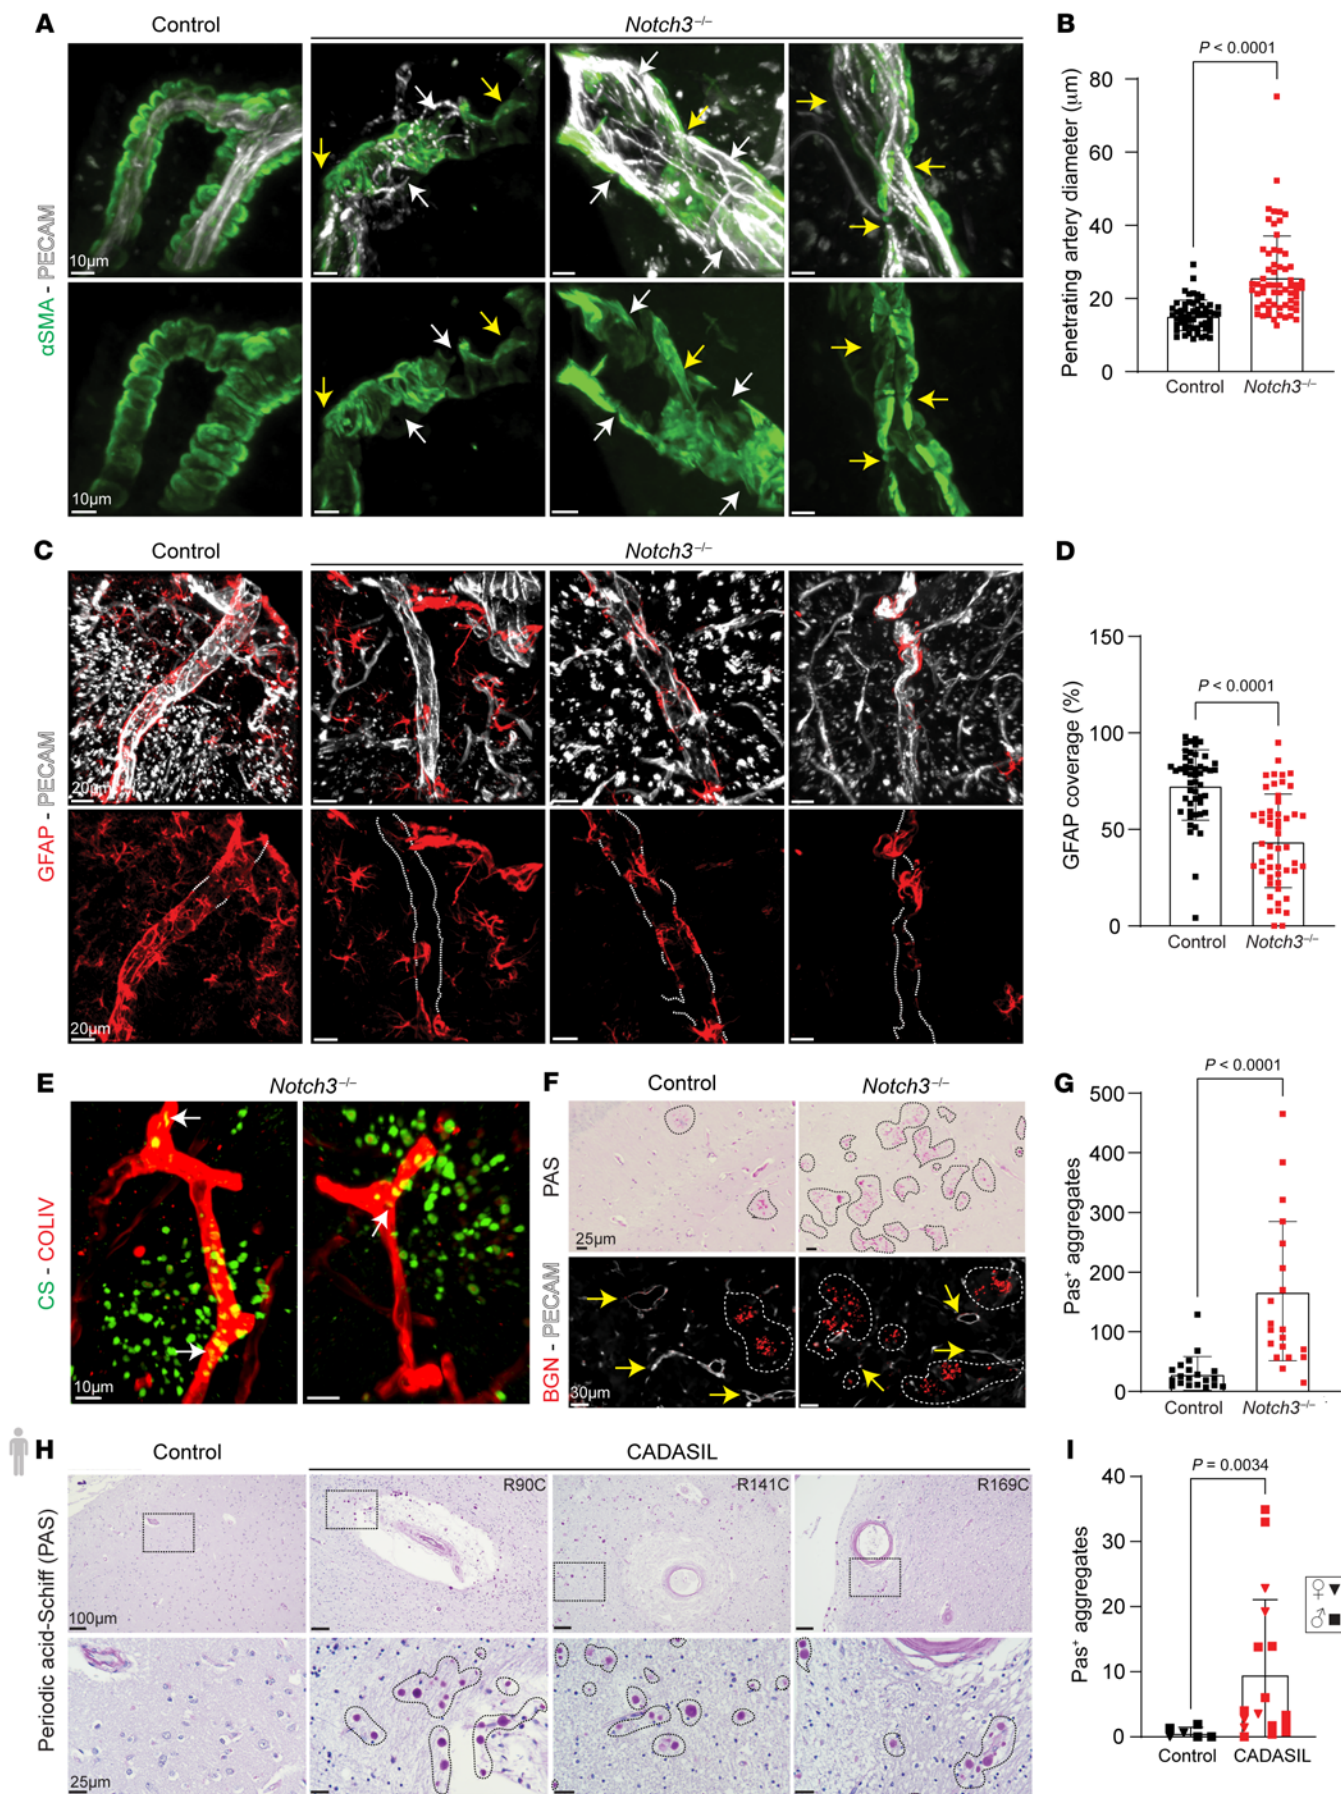 A
Control
Notch3−/−
αSMA - PECAM
10μm
10μm
B
P < 0.0001
Penetrating artery diameter (μm)
80
60
40
20
0
Control
Notch3−/−
C
Control
Notch3−/−
GFAP - PECAM
20μm
20μm
D
P < 0.0001
GFAP coverage (%)
150
100
50
0
Control
Notch3−/−
E
Notch3−/−
CS - COLIV
10μm
F
Control
Notch3−/−
PAS
25μm
BGN - PECAM
30μm
G
P < 0.0001
Pas+ aggregates
500
400
300
200
100
0
Control
Notch3−/−
H
Control
CADASIL
Periodic acid-Schiff (PAS)
R90C
R141C
R169C
100μm
25μm
I
P = 0.0034
Pas+ aggregates
40
30
20
10
0
Control
CADASIL
♀ ▼
♂ ■